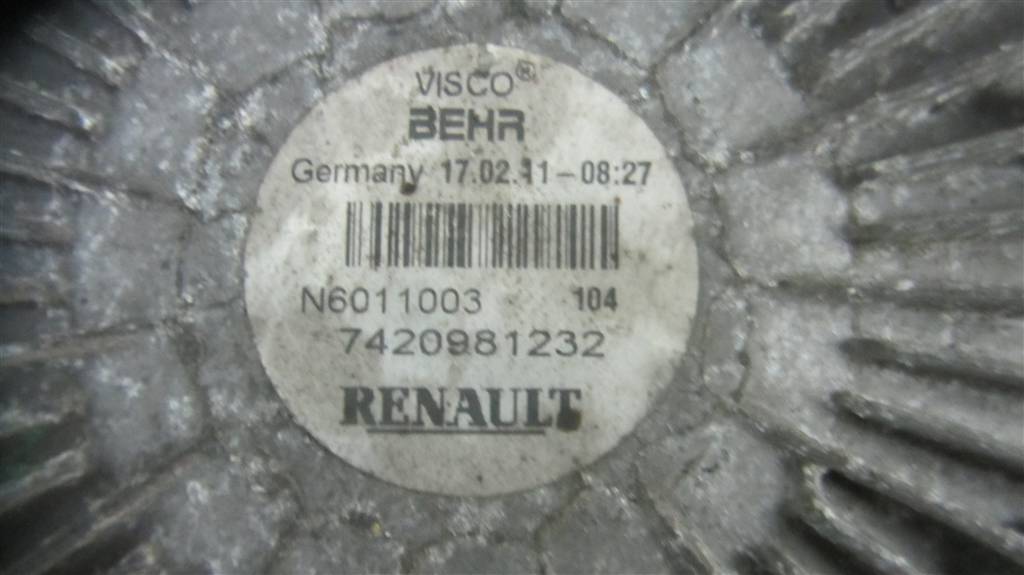 VISCO®
BEHR
Germany 17.02.11-08:27
N6011003 104
7420981232
RENAULT